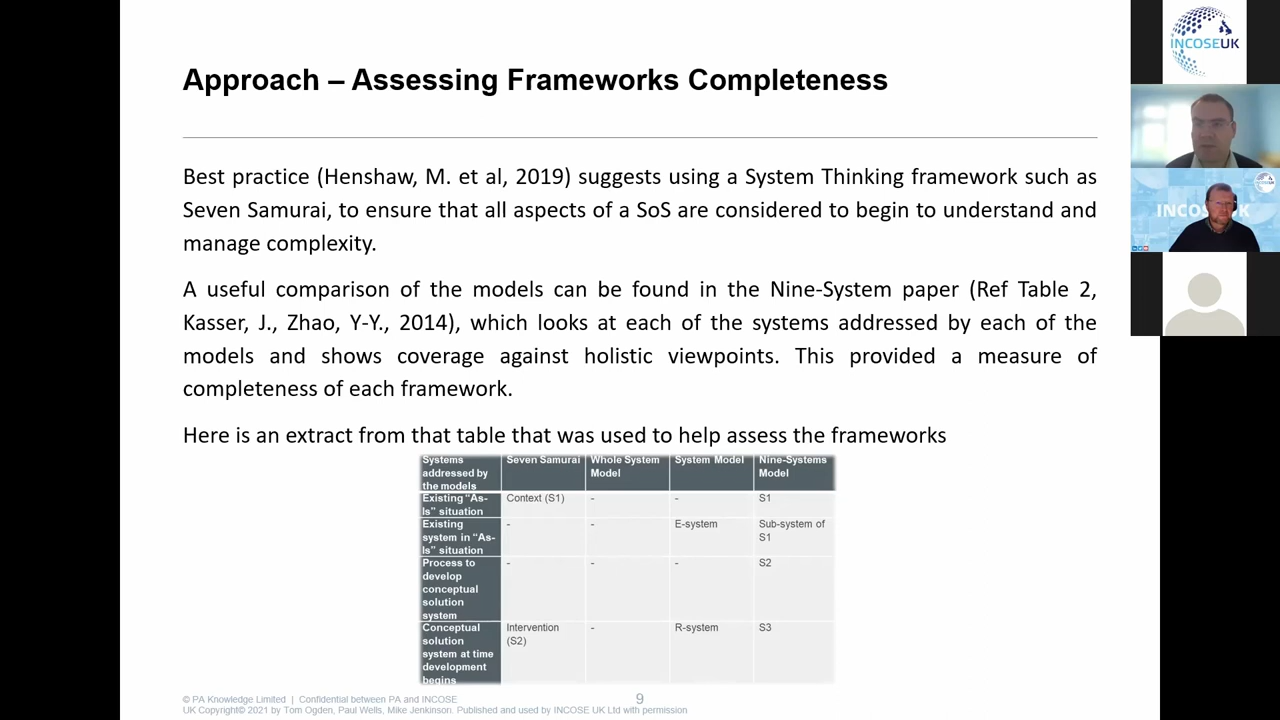 Approach – Assessing Frameworks Completeness
Best practice (Henshaw, M. et al, 2019) suggests using a System Thinking framework such as
Seven Samurai, to ensure that all aspects of a SoS are considered to begin to understand and
manage complexity.
A useful comparison of the models can be found in the Nine-System paper (Ref Table 2,
Kasser, J., Zhao, Y-Y., 2014), which looks at each of the systems addressed by each of the
models and shows coverage against holistic viewpoints. This provided a measure of
completeness of each framework.
Here is an extract from that table that was used to help assess the frameworks
Systems addressed by the models | Seven Samurai | Whole System Model | System Model | Nine-Systems Model
Existing “As-Is” situation | Context (S1) | - | - | S1
Existing system in “As-Is” situation | - | - | E-system | Sub-system of S1
Process to develop conceptual solution system | - | - | - | S2
Conceptual solution system at time development begins | Intervention (S2) | - | R-system | S3
© PA Knowledge Limited | Confidential between PA and INCOSE
UK Copyright© 2021 by Tom Ogden, Paul Wells, Mike Jenkinson. Published and used by INCOSE UK Ltd with permission
9
INCOSEUK
INCOSE UK